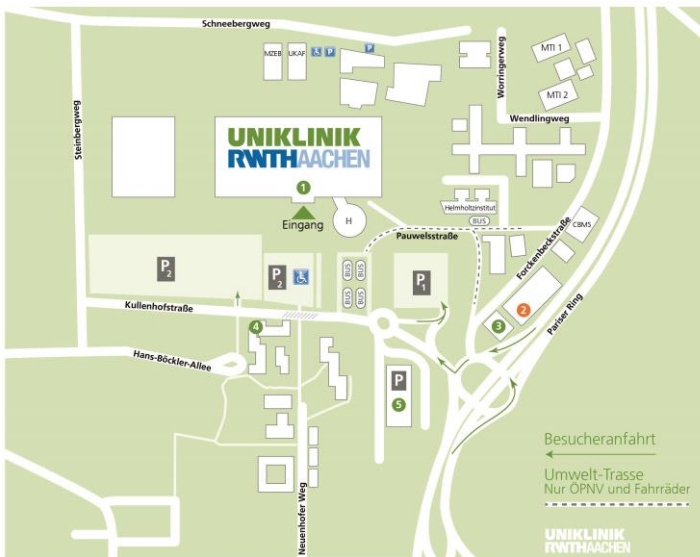 Schneebergweg
MZEB
UKAF
P
P
MTI 1
MTI 2
Worringerweg
Wendlingweg
Steinbergweg
UNIKLINIK
RWTHAACHEN
1
Eingang
H
Helmholtzinstitut
BUS
Pauwelsstraße
CBMS
Forckenbeckstraße
Pariser Ring
P2
P2
BUS BUS
BUS BUS
P1
Kullenhofstraße
2
3
4
Hans-Böckler-Allee
P
5
Neuenhofer Weg
Besucheranfahrt
Umwelt-Trasse
Nur ÖPNV und Fahrräder
UNIKLINIK
RWTHAACHEN